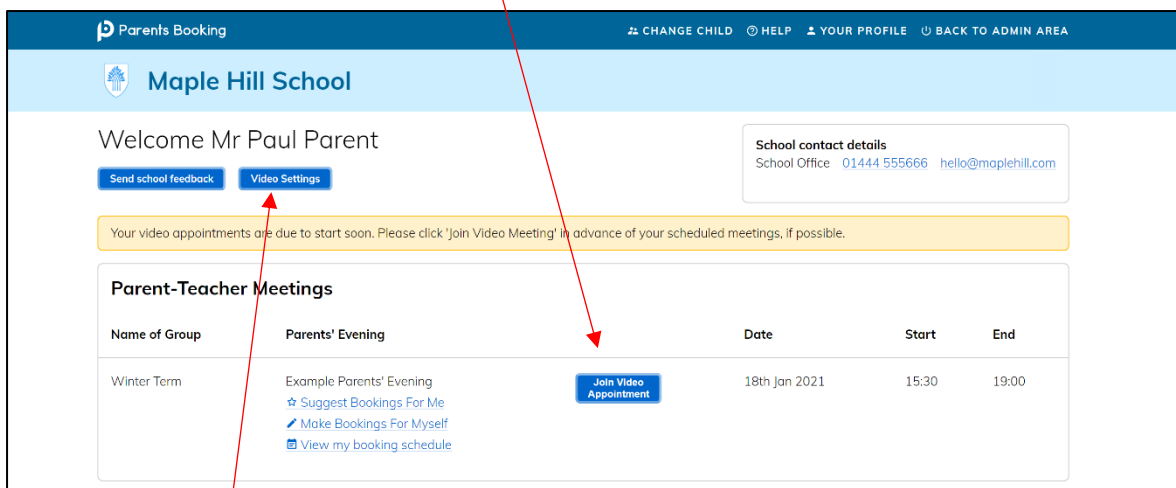 Parents Booking
CHANGE CHILD HELP YOUR PROFILE BACK TO ADMIN AREA
Maple Hill School
Welcome Mr Paul Parent
Send school feedback Video Settings
School contact details
School Office 01444 555666 hello@maplehill.com
Your video appointments are due to start soon. Please click 'Join Video Meeting' in advance of your scheduled meetings, if possible.
Parent-Teacher Meetings
Name of Group Parents' Evening Date Start End
Winter Term Example Parents' Evening Join Video Appointment 18th Jan 2021 15:30 19:00
Suggest Bookings For Me
Make Bookings For Myself
View my booking schedule